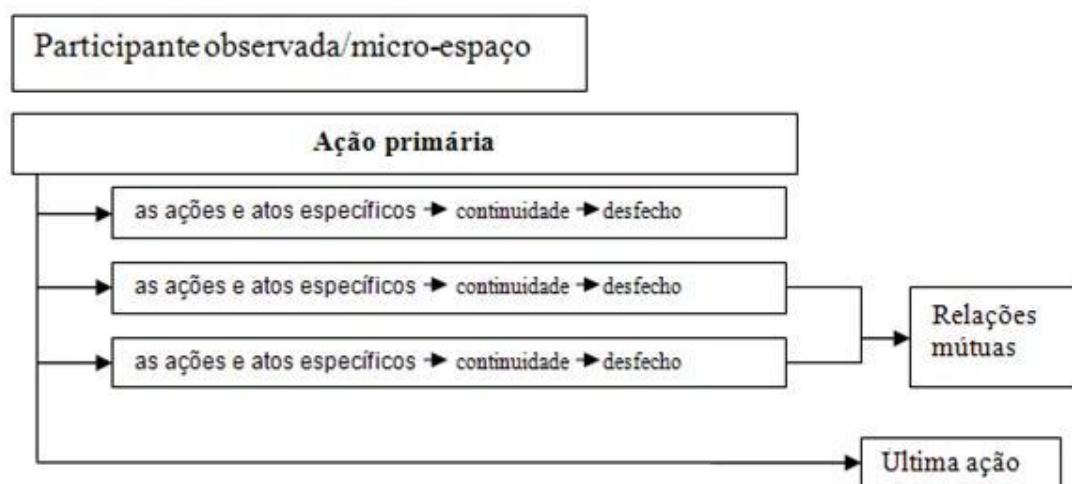 Participante observada/micro-espaço
Ação primária
as ações e atos específicos → continuidade → desfecho
as ações e atos específicos → continuidade → desfecho
as ações e atos específicos → continuidade → desfecho
Relações
mútuas
Última ação